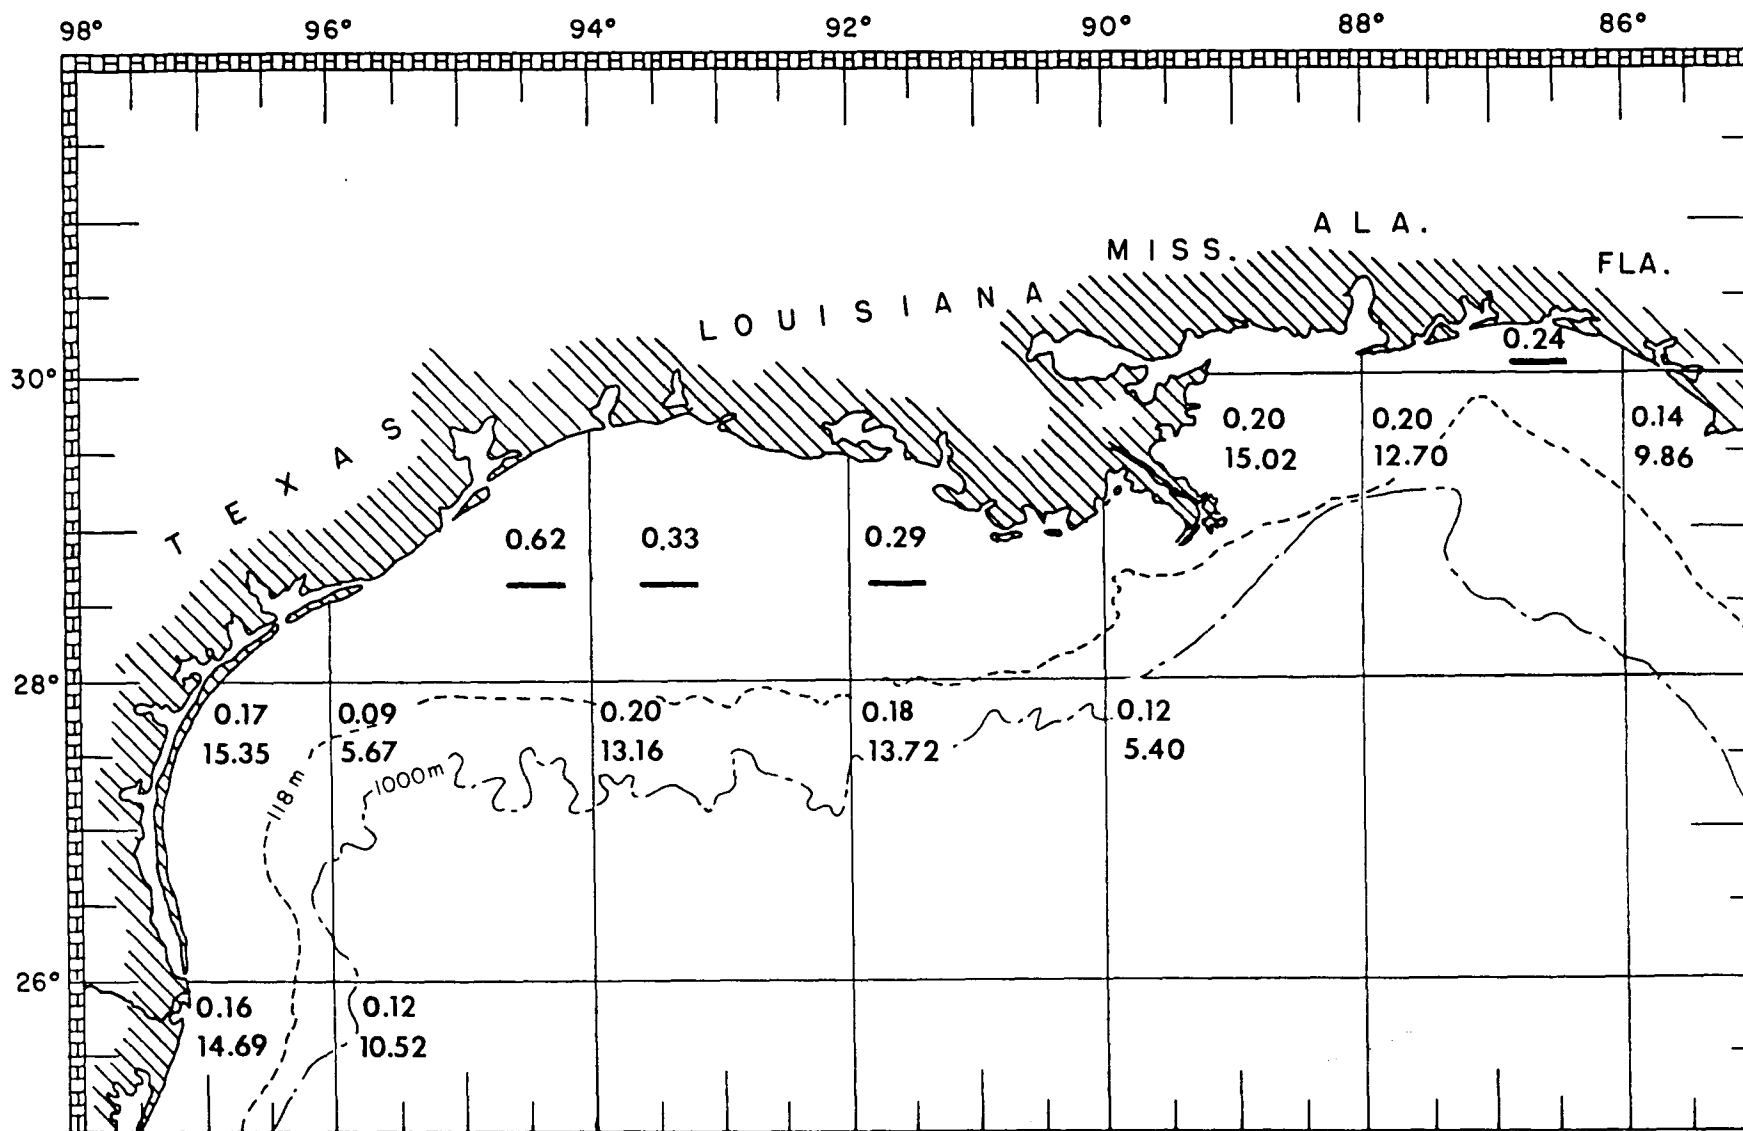 98° 96° 94° 92° 90° 88° 86°
ALA.
MISS.
FLA.
LOUISIANA
0.24
30°
TEXAS
0.20 0.20 0.14
15.02 12.70 9.86
0.62 0.33 0.29
28°
0.17 0.09 0.20 0.18 0.12
15.35 5.67 13.16 13.72 5.40
118m 1000m
26°
0.16 0.12
14.69 10.52